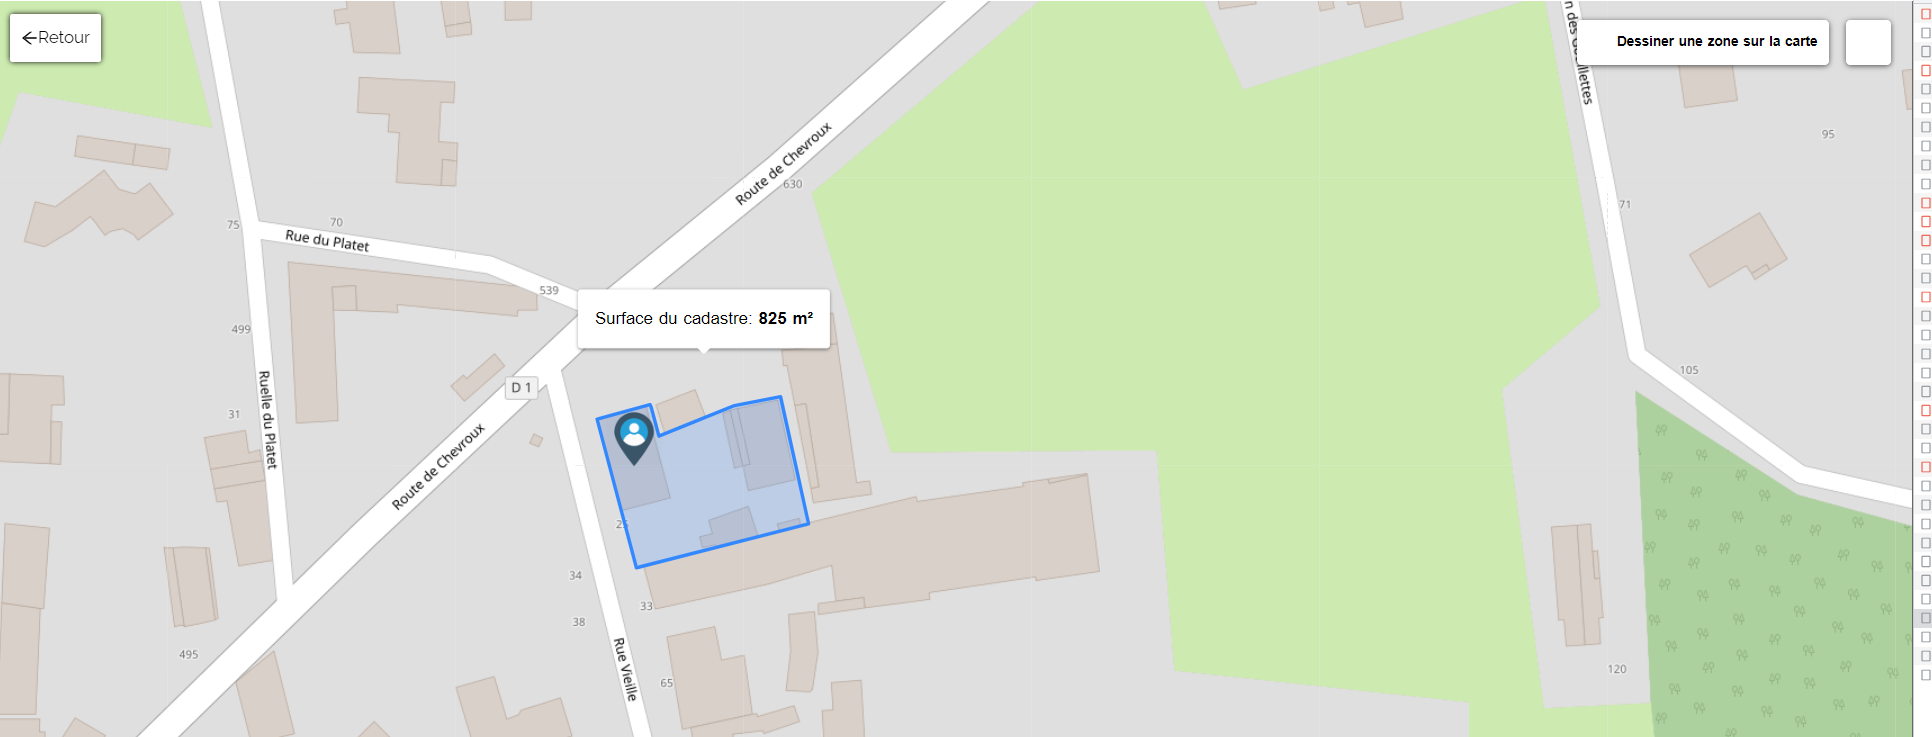 ←Retour
Dessiner une zone sur la carte
Route de Chevroux
630
95
75
70
Rue du Platet
71
539
499
Surface du cadastre: 825 m²
105
D 1
Ruelle du Platet
31
Route de Chevroux
34
33
38
495
Rue Vieille
65
120